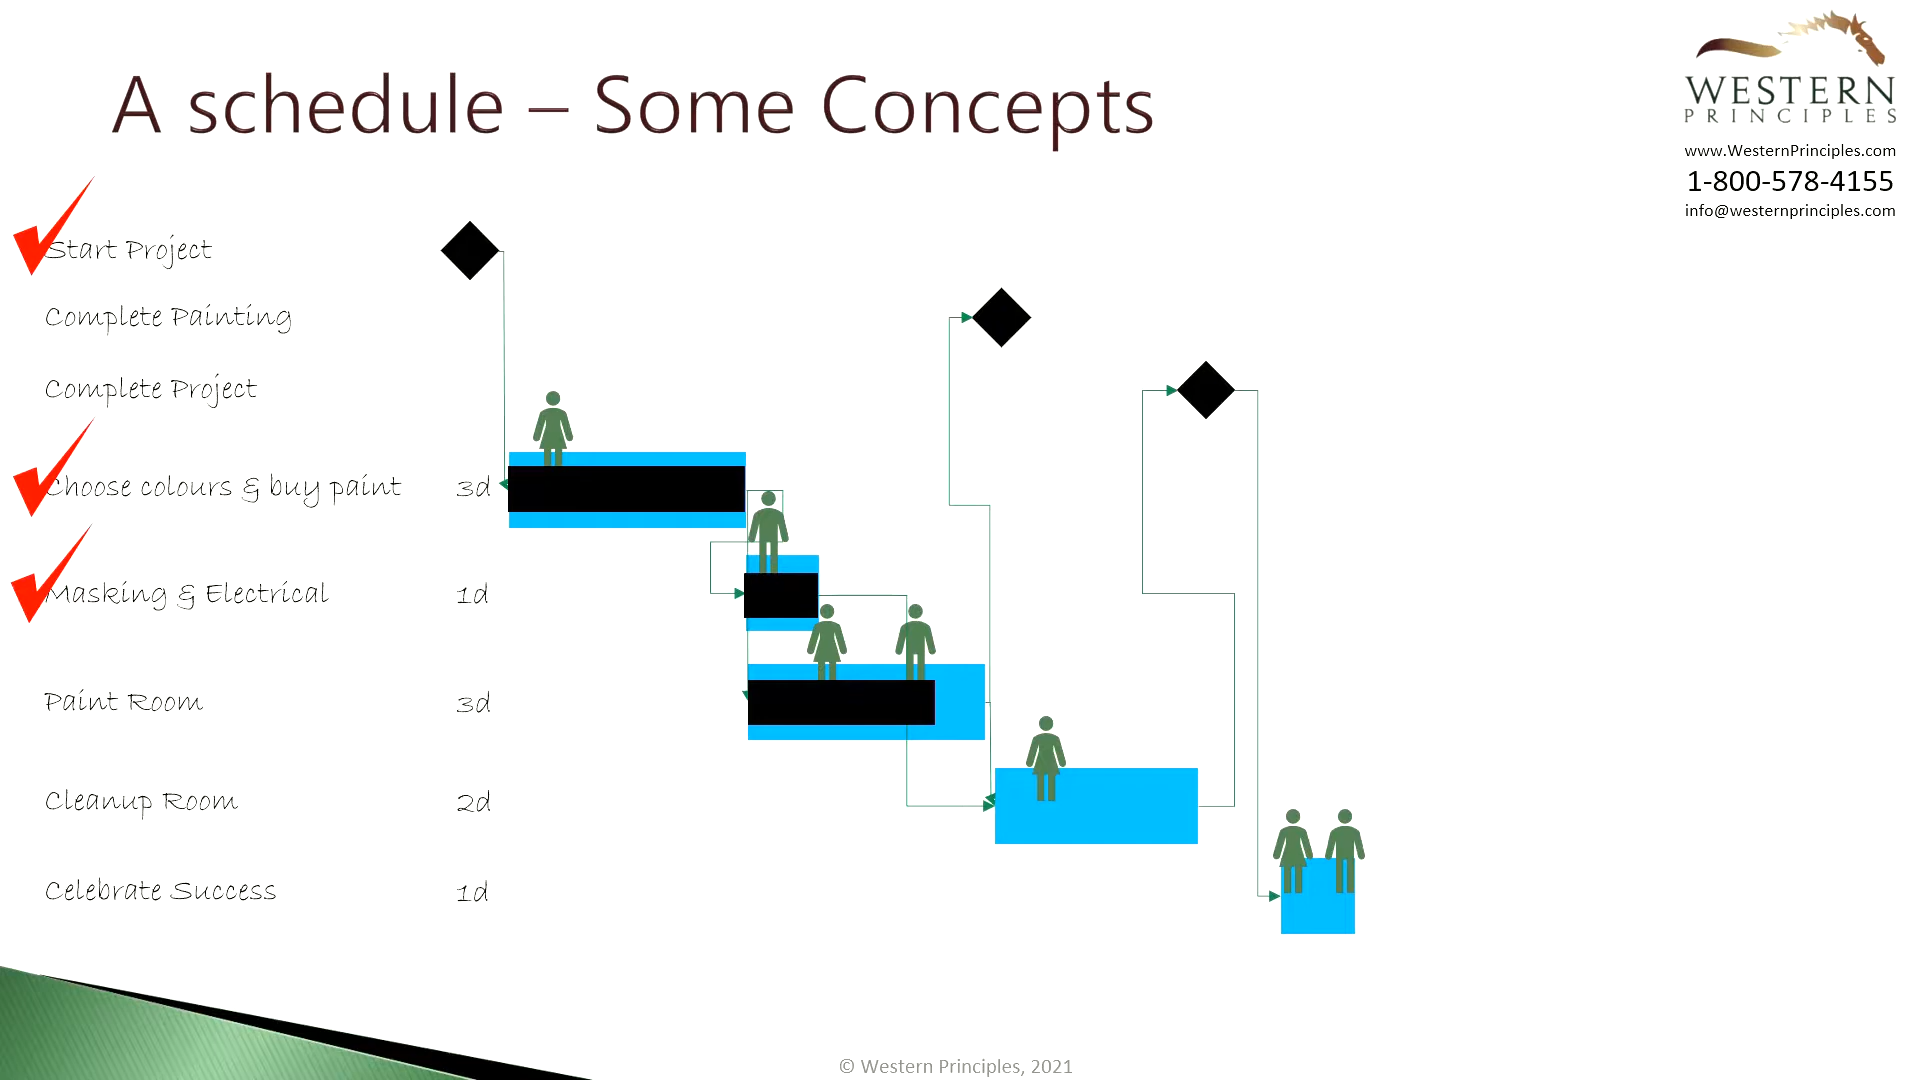 A schedule – Some Concepts
WESTERN
PRINCIPLES
www.WesternPrinciples.com
1-800-578-4155
info@westernprinciples.com
Start Project
Complete Painting
Complete Project
Choose colours & buy paint 3d
Masking & Electrical 1d
Paint Room 3d
Cleanup Room 2d
Celebrate Success 1d
© Western Principles, 2021